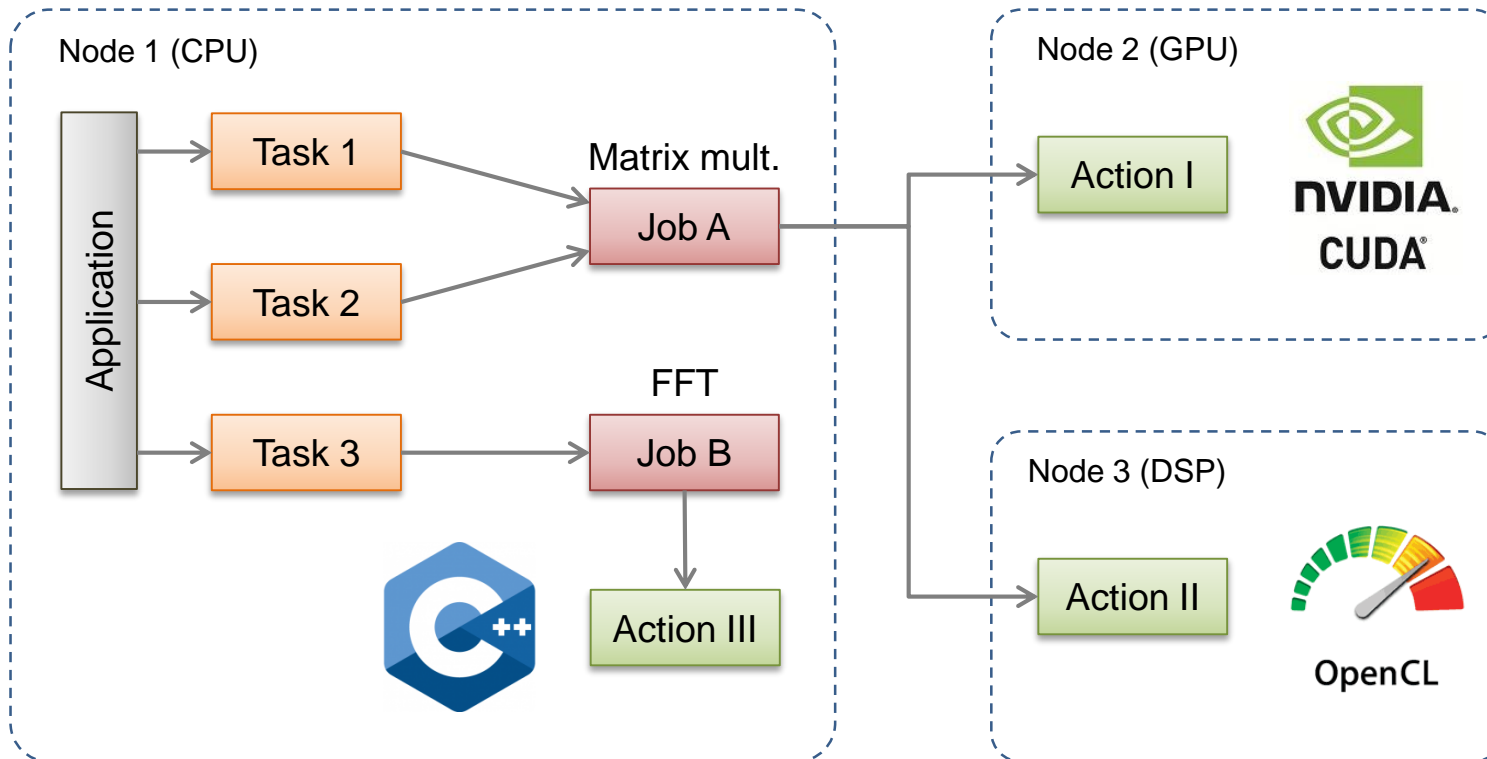 Node 1 (CPU)
Application
Task 1
Task 2
Task 3
Matrix mult.
Job A
FFT
Job B
Action III
C++
Node 2 (GPU)
Action I
NVIDIA.
CUDA®
Node 3 (DSP)
Action II
OpenCL